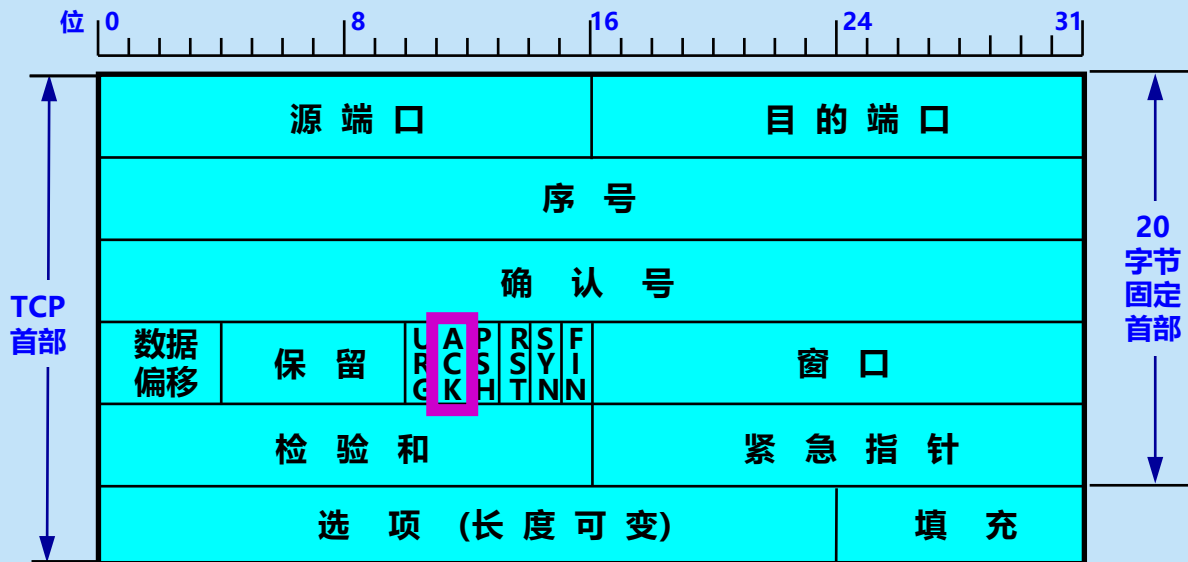 位 0 8 16 24 31
源 端 口 目 的 端 口
序 号
确 认 号
TCP
首部
20
字节
固定
首部
数据
偏移
保 留
URG
ACK
PSH
RST
SYN
FIN
窗 口
检 验 和 紧 急 指 针
选 项 (长 度 可 变) 填 充